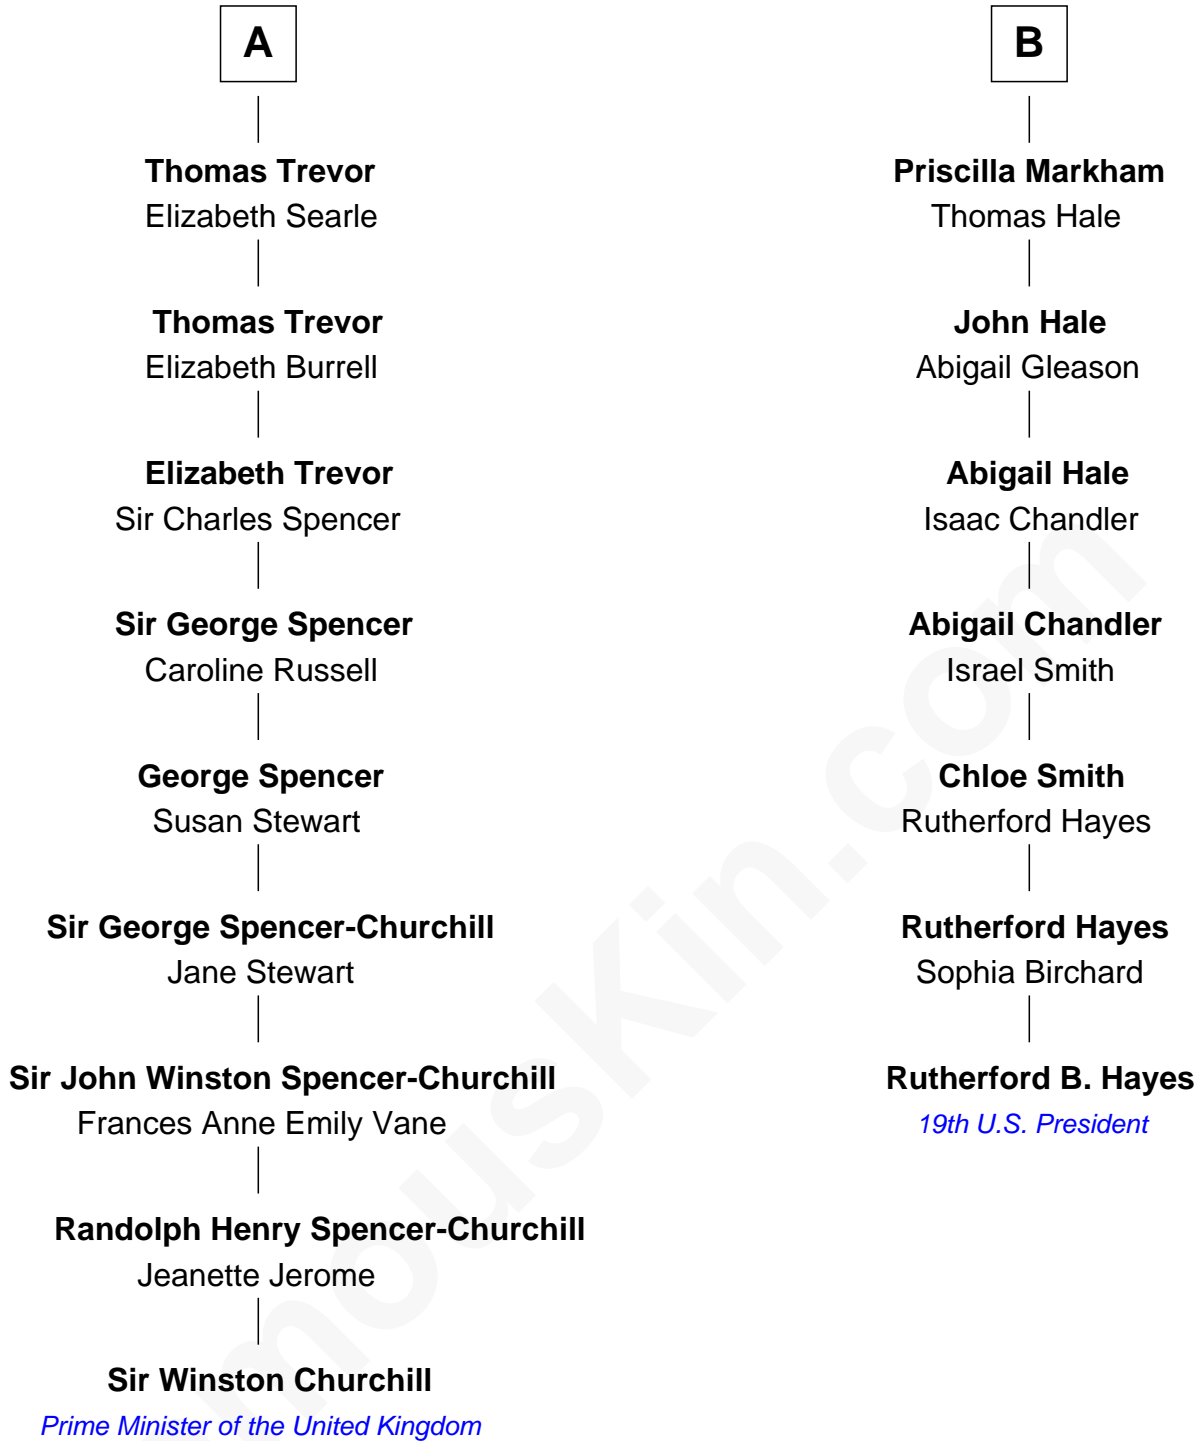 A
Thomas Trevor
Elizabeth Searle
Thomas Trevor
Elizabeth Burrell
Elizabeth Trevor
Sir Charles Spencer
Sir George Spencer
Caroline Russell
George Spencer
Susan Stewart
Sir George Spencer-Churchill
Jane Stewart
Sir John Winston Spencer-Churchill
Frances Anne Emily Vane
Randolph Henry Spencer-Churchill
Jeanette Jerome
Sir Winston Churchill
Prime Minister of the United Kingdom
B
Priscilla Markham
Thomas Hale
John Hale
Abigail Gleason
Abigail Hale
Isaac Chandler
Abigail Chandler
Israel Smith
Chloe Smith
Rutherford Hayes
Rutherford Hayes
Sophia Birchard
Rutherford B. Hayes
19th U.S. President
mousKin.com